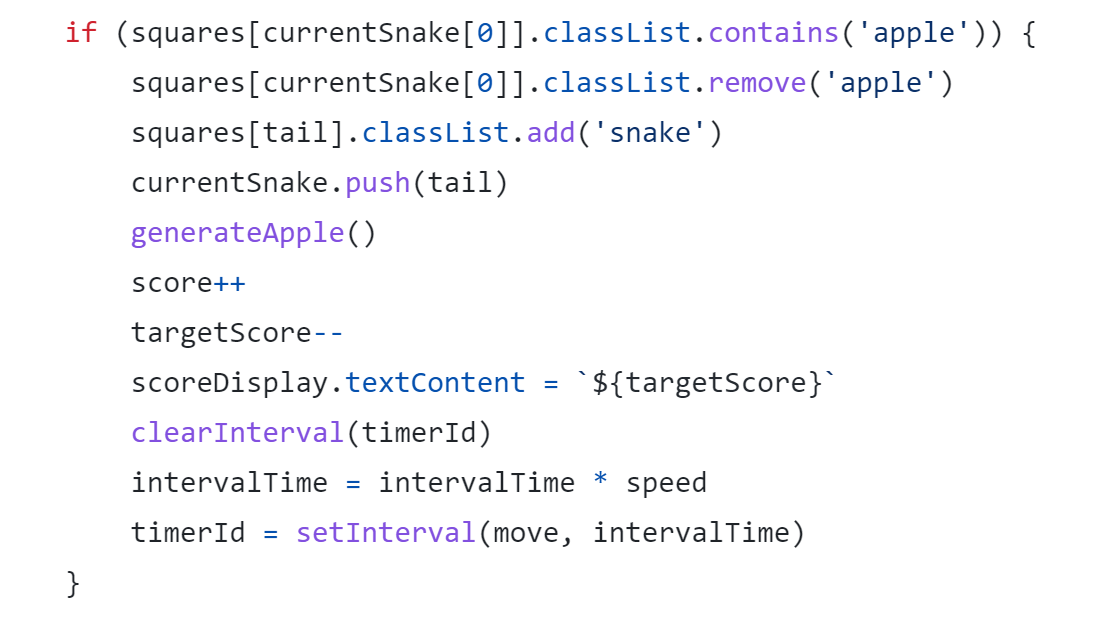 if (squares[currentSnake[0]].classList.contains('apple')) {
    squares[currentSnake[0]].classList.remove('apple')
    squares[tail].classList.add('snake')
    currentSnake.push(tail)
    generateApple()
    score++
    targetScore--
    scoreDisplay.textContent = `${targetScore}`
    clearInterval(timerId)
    intervalTime = intervalTime * speed
    timerId = setInterval(move, intervalTime)
}